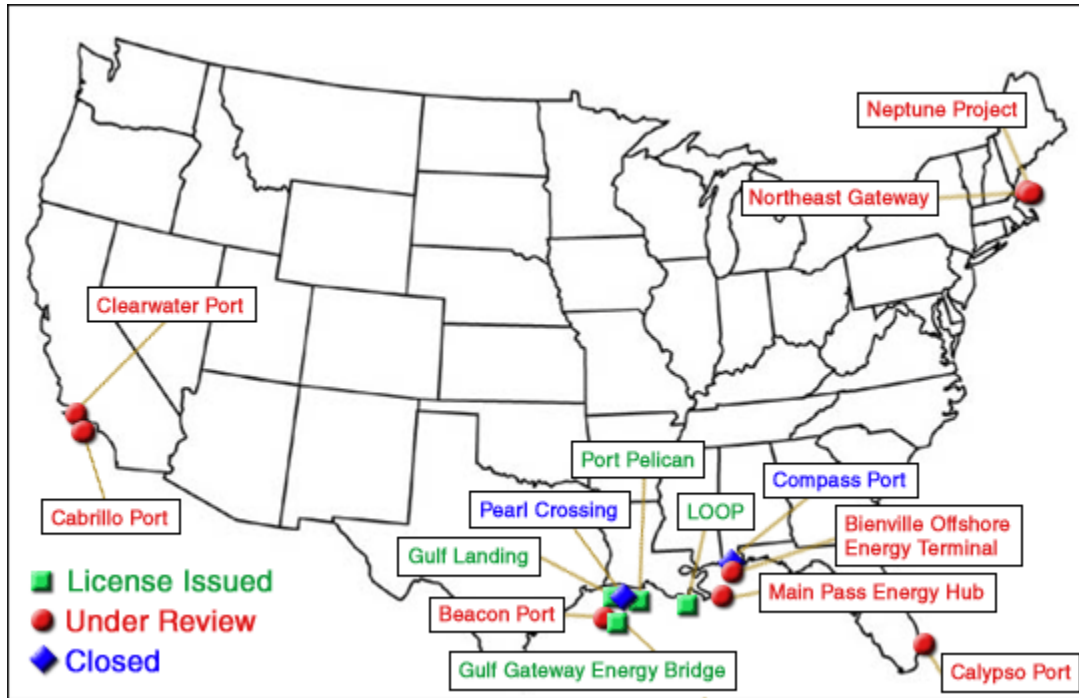 Neptune Project
Northeast Gateway
Clearwater Port
Port Pelican
Compass Port
Pearl Crossing
LOOP
Cabrillo Port
Bienville Offshore
Energy Terminal
Gulf Landing
License Issued
Main Pass Energy Hub
Beacon Port
Under Review
Closed
Gulf Gateway Energy Bridge
Calypso Port